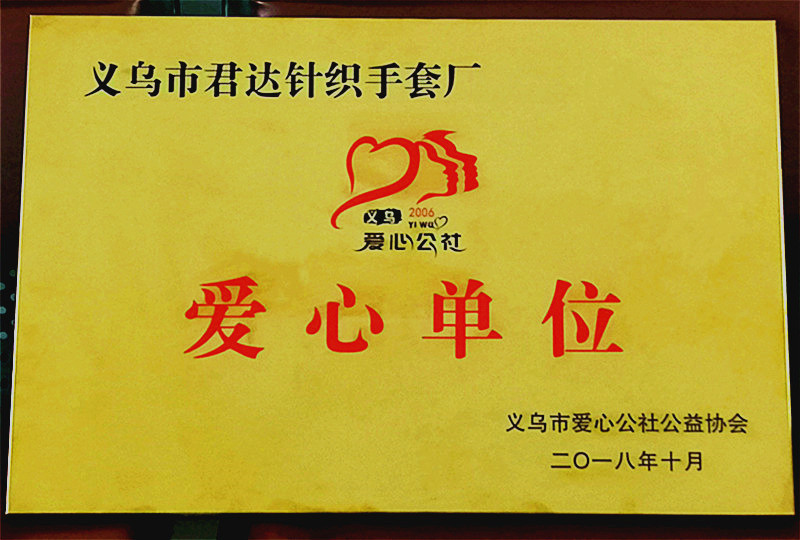 义乌市君达针织手套厂
义乌 2006
YI WU
爱心公社
爱心单位
义乌市爱心公社公益协会
二〇一八年十月